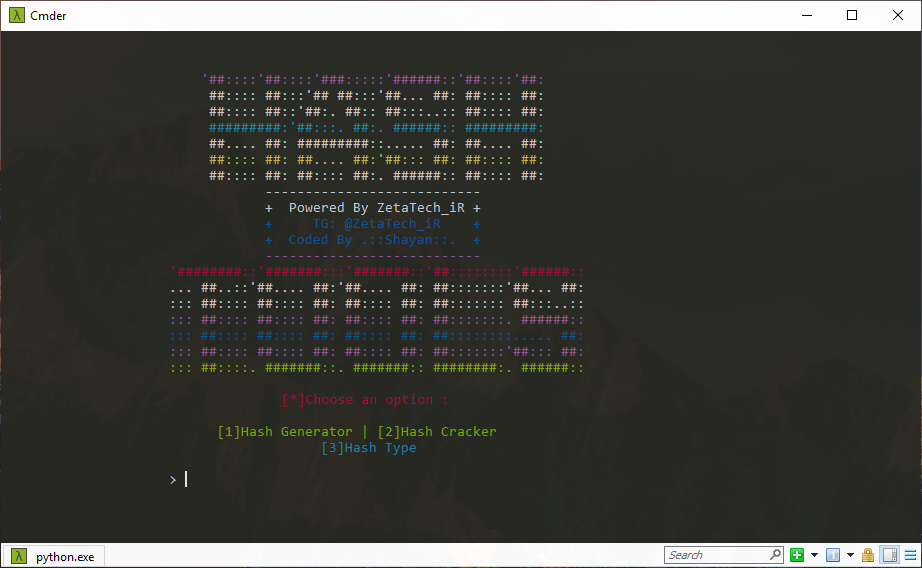 Cmder
'##::::'##::::'###:::::'######::'##::::'##:
##:::: ##:::'## ##:::'##... ##: ##:::: ##:
##:::: ##::'##:. ##:: ##:::..:: ##:::: ##:
#########:'##:::. ##:. ######:: #########:
##.... ##: #########::..... ##: ##.... ##:
##:::: ##: ##.... ##:'##::: ##: ##:::: ##:
##:::: ##: ##:::: ##:. ######:: ##:::: ##:
---------------------------
+  Powered By ZetaTech_iR +
+     TG: @ZetaTech_iR    +
+  Coded By .::Shayan::.  +
---------------------------
'########::'#######:::'#######::'##::::::::'######::
... ##..::'##.... ##:'##.... ##: ##:::::::'##... ##:
::: ##:::: ##:::: ##: ##:::: ##: ##::::::: ##:::..::
::: ##:::: ##:::: ##: ##:::: ##: ##:::::::. ######::
::: ##:::: ##:::: ##: ##:::: ##: ##::::::::..... ##:
::: ##:::: ##:::: ##: ##:::: ##: ##:::::::'##::: ##:
::: ##::::. #######::. #######:: ########:. ######::
[*]Choose an option :
[1]Hash Generator | [2]Hash Cracker
[3]Hash Type
>
python.exe
Search